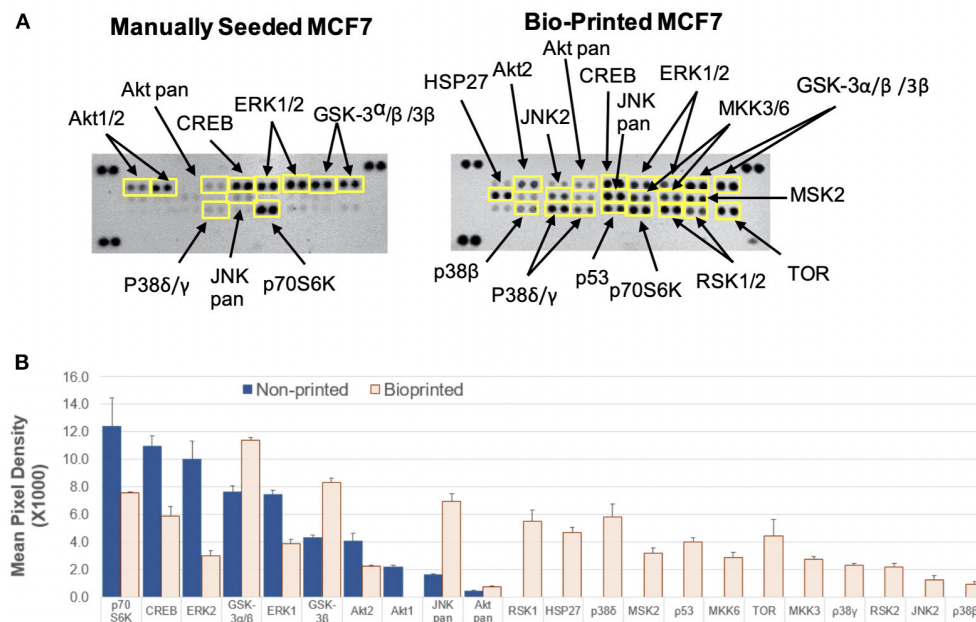 A
Manually Seeded MCF7
Bio-Printed MCF7
Akt pan
Akt1/2
CREB
ERK1/2
GSK-3α/β /3β
P38δ/γ
JNK
pan
p70S6K
HSP27
Akt2
Akt pan
JNK2
CREB
JNK
pan
ERK1/2
MKK3/6
GSK-3α/β /3β
MSK2
p38β
P38δ/γ
p53
p70S6K
RSK1/2
TOR
B
Mean Pixel Density
(X1000)
16.0
14.0
12.0
10.0
8.0
6.0
4.0
2.0
0.0
Non-printed
Bioprinted
p70
S6K
CREB
ERK2
GSK-
3α/β
ERK1
GSK-
3β
Akt2
Akt1
JNK
pan
Akt
pan
RSK1
HSP27
p38δ
MSK2
p53
MKK6
TOR
MKK3
p38γ
RSK2
JNK2
p38β